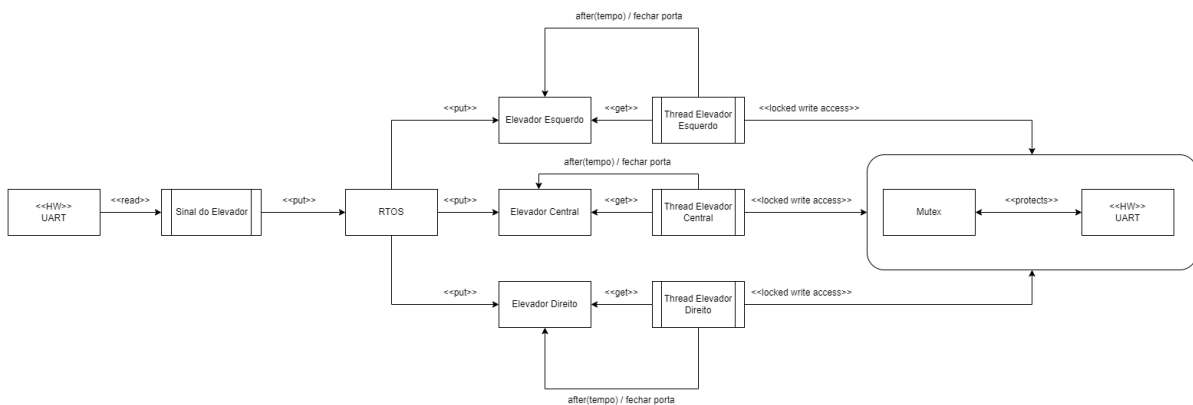 after(tempo) / fechar porta
<<put>>
Elevador Esquerdo
<<get>>
Thread Elevador
Esquerdo
<<locked write access>>
after(tempo) / fechar porta
<<HW>>
UART
<<read>>
Sinal do Elevador
<<put>>
RTOS
<<put>>
Elevador Central
<<get>>
Thread Elevador
Central
<<locked write access>>
Mutex
<<protects>>
<<HW>>
UART
<<put>>
Elevador Direito
<<get>>
Thread Elevador
Direito
<<locked write access>>
after(tempo) / fechar porta